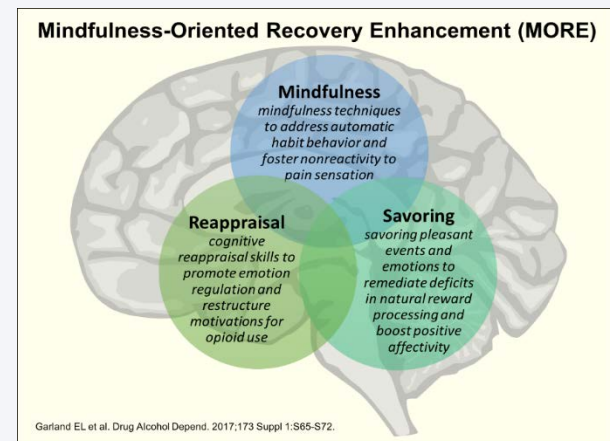 Mindfulness-Oriented Recovery Enhancement (MORE)
Mindfulness
mindfulness techniques
to address automatic
habit behavior and
foster nonreactivity to
pain sensation
Reappraisal
cognitive
reappraisal skills to
promote emotion
regulation and
restructure
motivations for
opioid use
Savoring
savoring pleasant
events and
emotions to
remediate deficits
in natural reward
processing and
boost positive
affectivity
Garland EL et al. Drug Alcohol Depend. 2017;173 Suppl 1:S65-S72.